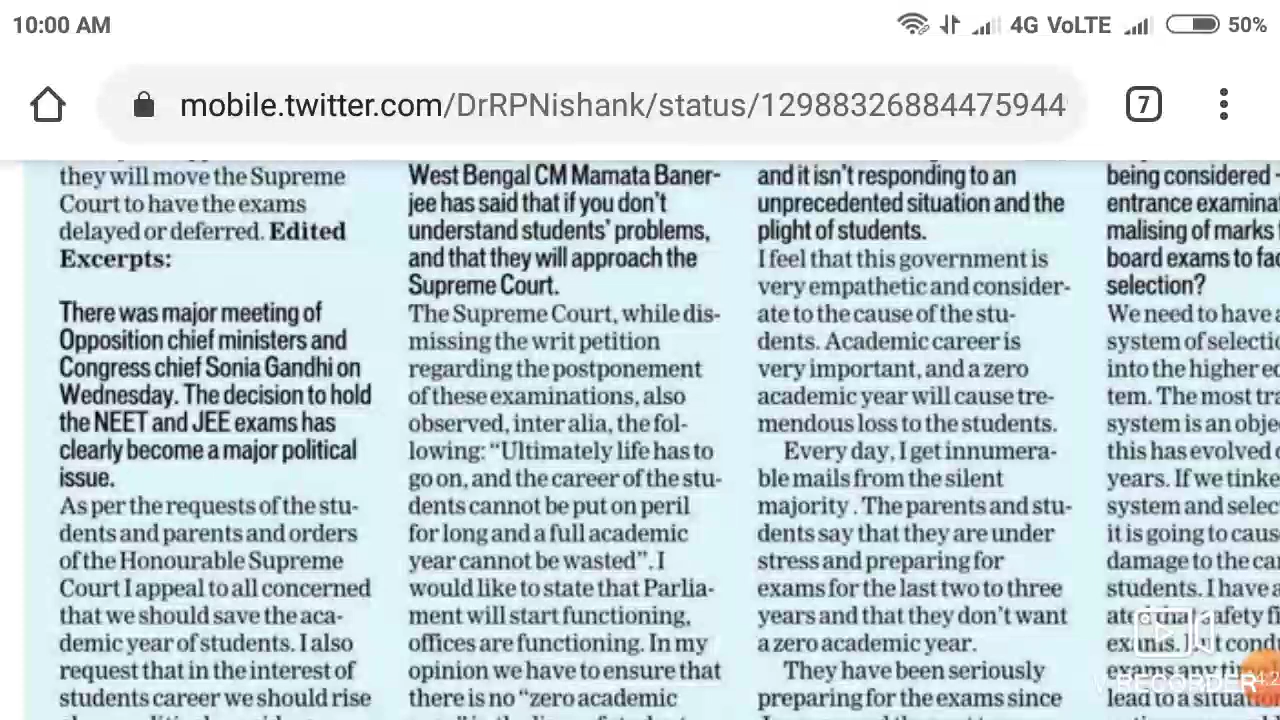 10:00 AM
4G VoLTE
50%
mobile.twitter.com/DrRPNishank/status/12988326884475944
7
they will move the Supreme
Court to have the exams
delayed or deferred. Edited
Excerpts:
There was major meeting of
Opposition chief ministers and
Congress chief Sonia Gandhi on
Wednesday. The decision to hold
the NEET and JEE exams has
clearly become a major political
issue.
As per the requests of the stu-
dents and parents and orders
of the Honourable Supreme
Court I appeal to all concerned
that we should save the aca-
demic year of students. I also
request that in the interest of
students career we should rise
West Bengal CM Mamata Baner-
jee has said that if you don't
understand students' problems,
and that they will approach the
Supreme Court.
The Supreme Court, while dis-
missing the writ petition
regarding the postponement
of these examinations, also
observed, inter alia, the fol-
lowing: "Ultimately life has to
go on, and the career of the stu-
dents cannot be put on peril
for long and a full academic
year cannot be wasted". I
would like to state that Parlia-
ment will start functioning,
offices are functioning. In my
opinion we have to ensure that
there is no "zero academic
and it isn't responding to an
unprecedented situation and the
plight of students.
I feel that this government is
very empathetic and consider-
ate to the cause of the stu-
dents. Academic career is
very important, and a zero
academic year will cause tre-
mendous loss to the students.
Every day, I get innumera-
ble mails from the silent
majority . The parents and stu-
dents say that they are under
stress and preparing for
exams for the last two to three
years and that they don't want
a zero academic year.
They have been seriously
preparing for the exams since
being considered -
entrance examinat
malising of marks
board exams to fac
selection?
We need to have a
system of selectio
into the higher ed
tem. The most tra
system is an obje
this has evolved o
years. If we tinke
system and selec
it is going to caus
damage to the ca
students. I have a
exams any tim
lead to a situation
V RECORDER